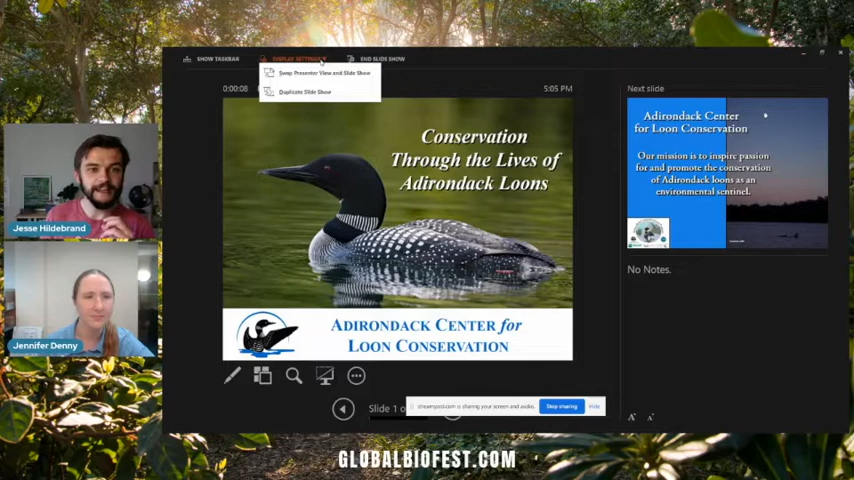 SHOW TASKBAR
DISPLAY SETTINGS
END SLIDE SHOW
Swap Presenter View and Slide Show
Duplicate Slide Show
0:00:08
5:05 PM
Next slide
Conservation
Through the Lives of
Adirondack Loons
ADIRONDACK CENTER for
LOON CONSERVATION
Adirondack Center
for Loon Conservation
Our mission is to inspire passion
for and promote the conservation
of Adirondack loons as an
environmental sentinel.
No Notes.
Jesse Hildebrand
Jennifer Denny
Slide 1 o
is sharing your screen and audio.
Stop sharing
Hide
A A
GLOBALBIOFEST.COM